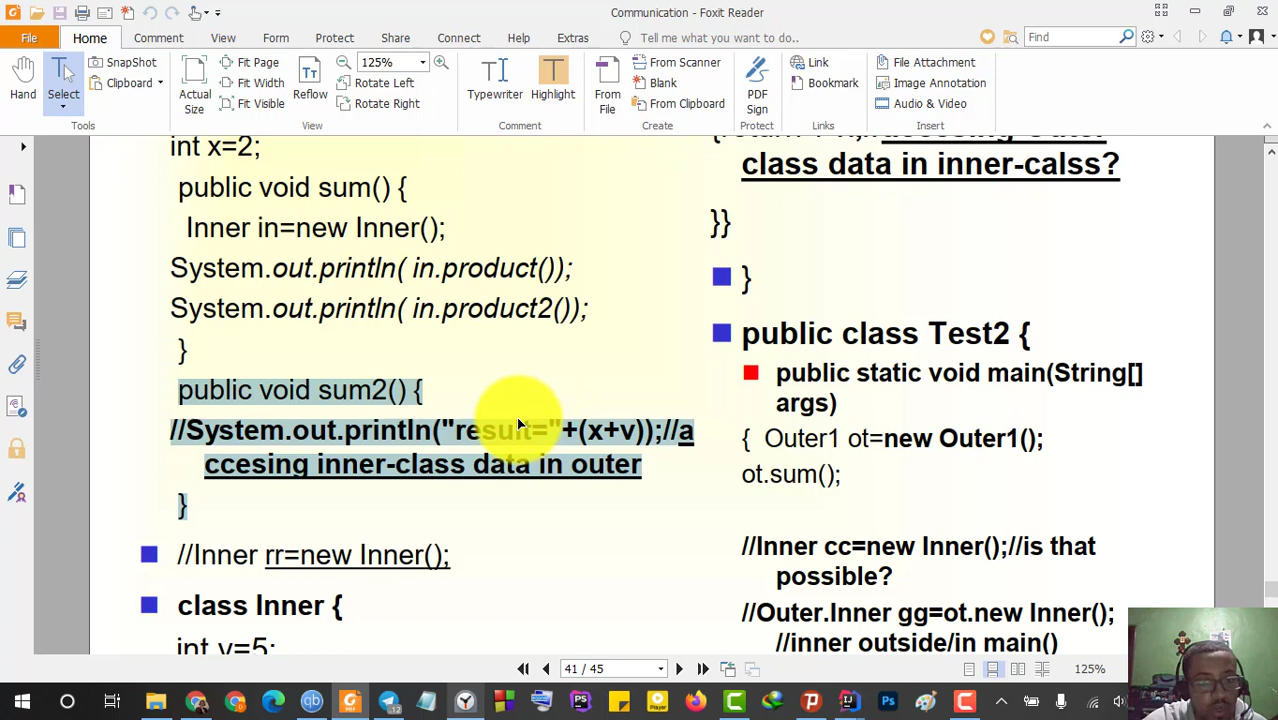 Communication - Foxit Reader
File
Home
Comment
View
Form
Protect
Share
Connect
Help
Extras
Tell me what you want to do..
Find
Hand
Select
SnapShot
Clipboard
Tools
Actual Size
Fit Page
Fit Width
Fit Visible
Reflow
125%
Rotate Left
Rotate Right
View
Typewriter
Highlight
Comment
From File
From Scanner
Blank
From Clipboard
Create
PDF Sign
Protect
Link
Bookmark
Links
File Attachment
Image Annotation
Audio & Video
Insert
int x=2;
public void sum() {
Inner in=new Inner();
System.out.println( in.product());
System.out.println( in.product2());
}
public void sum2() {
//System.out.println("result="+(x+v));//a
ccesing inner-class data in outer
}
//Inner rr=new Inner();
class Inner {
int v=5;
class data in inner-calss?
}}
}
public class Test2 {
public static void main(String[]
args)
{ Outer1 ot=new Outer1();
ot.sum();
//Inner cc=new Inner();//is that
possible?
//Outer.Inner gg=ot.new Inner();
//inner outside/in main()
41 / 45
125%